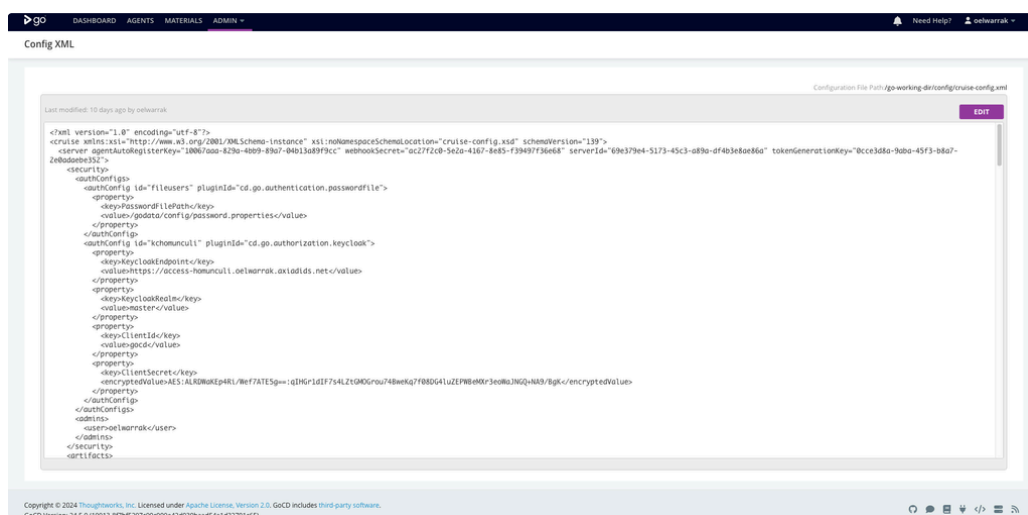 go DASHBOARD AGENTS MATERIALS ADMIN Need Help? oelwarrak
Config XML
Configuration File Path:/go-working-dir/config/cruise-config.xml
Last modified: 10 days ago by oelwarrak
EDIT
<?xml version="1.0" encoding="utf-8"?>
<cruise xmlns:xsi="http://www.w3.org/2001/XMLSchema-instance" xsi:noNamespaceSchemaLocation="cruise-config.xsd" schemaVersion="139">
<server agentAutoRegisterKey="10067aaa-829a-4bb9-89a7-04b13a89f9cc" webhookSecret="ac27f2c0-5e2a-4167-8e85-f39497f36e68" serverId="69e379e4-5173-45c3-a89a-df4b3e8ae86a" tokenGenerationKey="0cce3d8a-9aba-45f3-b8a7-
2e0adaebe352">
<security>
<authConfigs>
<authConfig id="fileusers" pluginId="cd.go.authentication.passwordfile">
<property>
<key>PasswordFilePath</key>
<value>/godata/config/password.properties</value>
</property>
</authConfig>
<authConfig id="kchomunculi" pluginId="cd.go.authorization.keycloak">
<property>
<key>KeycloakEndpoint</key>
<value>https://access-homunculi.oelwarrak.axiadids.net</value>
</property>
<property>
<key>KeycloakRealm</key>
<value>master</value>
</property>
<property>
<key>ClientId</key>
<value>gocd</value>
</property>
<property>
<key>ClientSecret</key>
<encryptedValue>AES:ALRDWaKEp4Ri/Wef7ATE5g==:qIHGr1dIF7s4LZtGMOGrou74BweKq7f08DG4luZEPWBeMXr3eoWaJNGQ+NA9/BgK</encryptedValue>
</property>
</authConfig>
</authConfigs>
<admins>
<user>oelwarrak</user>
</admins>
</security>
<artifacts>
Copyright © 2024 Thoughtworks, Inc. Licensed under Apache License, Version 2.0. GoCD includes third-party software.